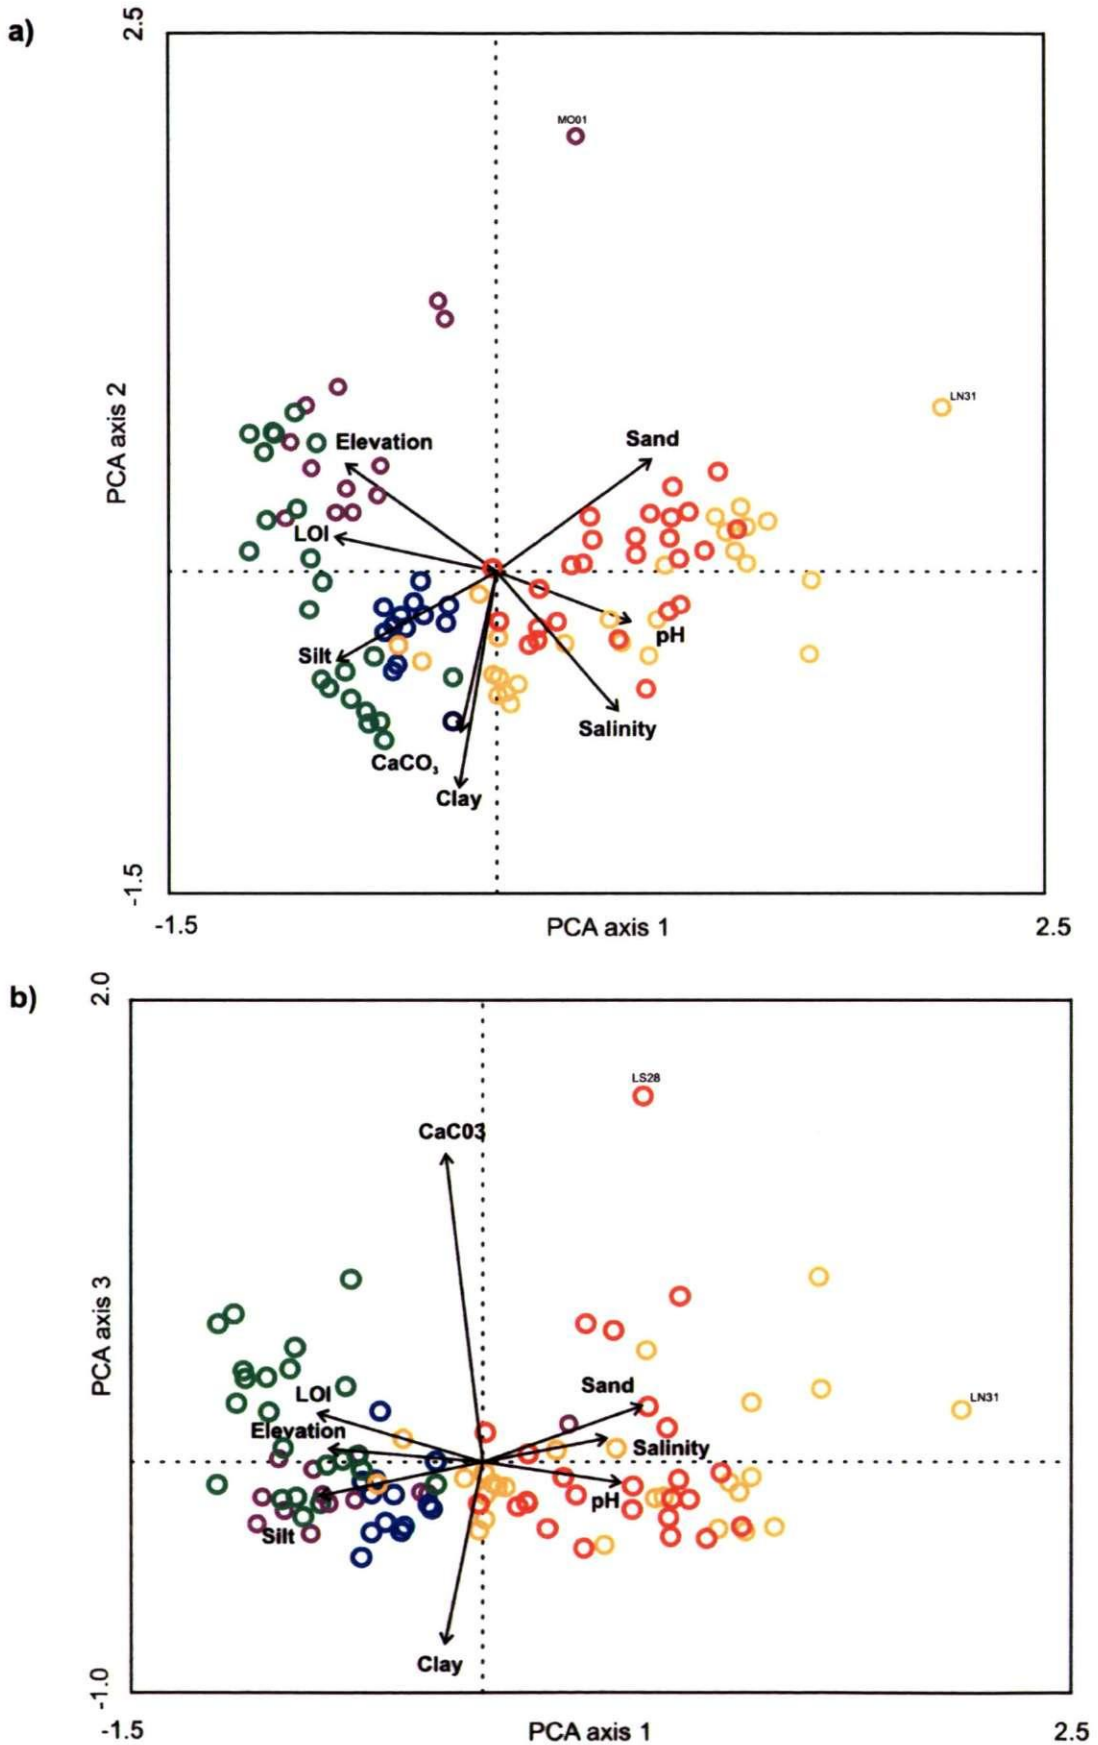 a)
2.5
MO01
LN31
Elevation
Sand
PCA axis 2
LOI
pH
Silt
Salinity
CaCO₃
Clay
-1.5
-1.5
PCA axis 1
2.5
b)
2.0
LS28
CaC03
PCA axis 3
LOI
Sand
LN31
Elevation
Salinity
pH
Silt
Clay
-1.0
-1.5
PCA axis 1
2.5